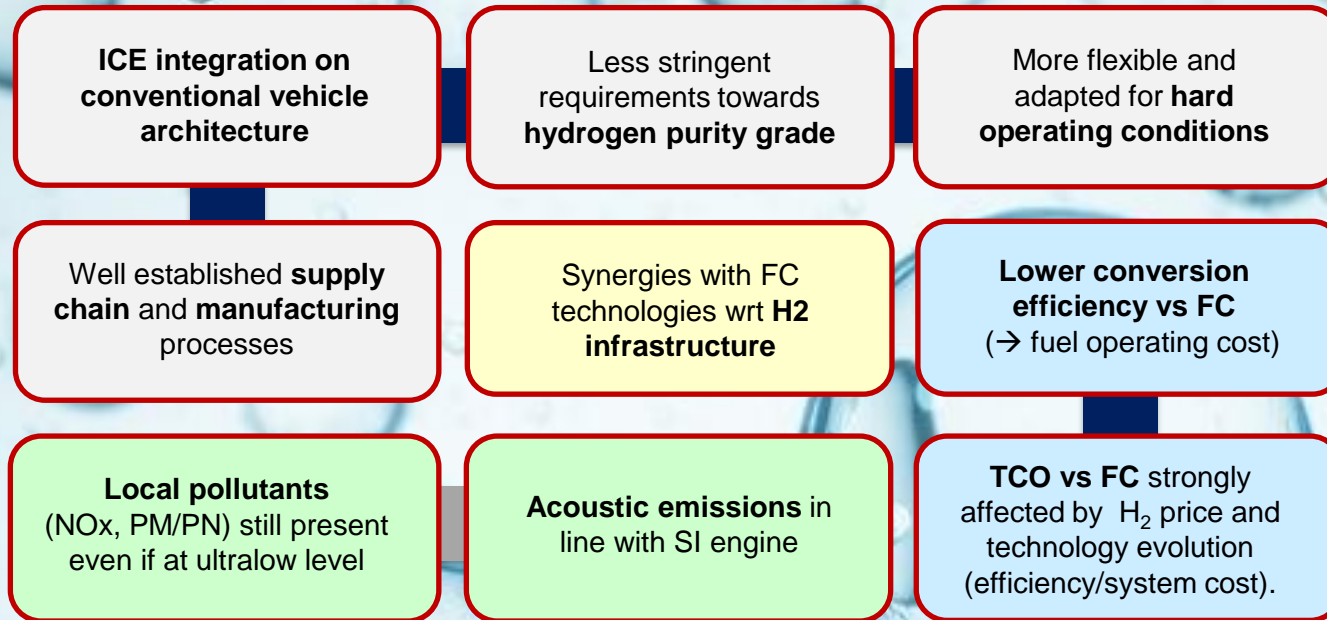 ICE integration on
conventional vehicle
architecture
Less stringent
requirements towards
hydrogen purity grade
More flexible and
adapted for hard
operating conditions
Well established supply
chain and manufacturing
processes
Synergies with FC
technologies wrt H2
infrastructure
Lower conversion
efficiency vs FC
(→ fuel operating cost)
Local pollutants
(NOx, PM/PN) still present
even if at ultralow level
Acoustic emissions in
line with SI engine
TCO vs FC strongly
affected by H₂ price and
technology evolution
(efficiency/system cost).